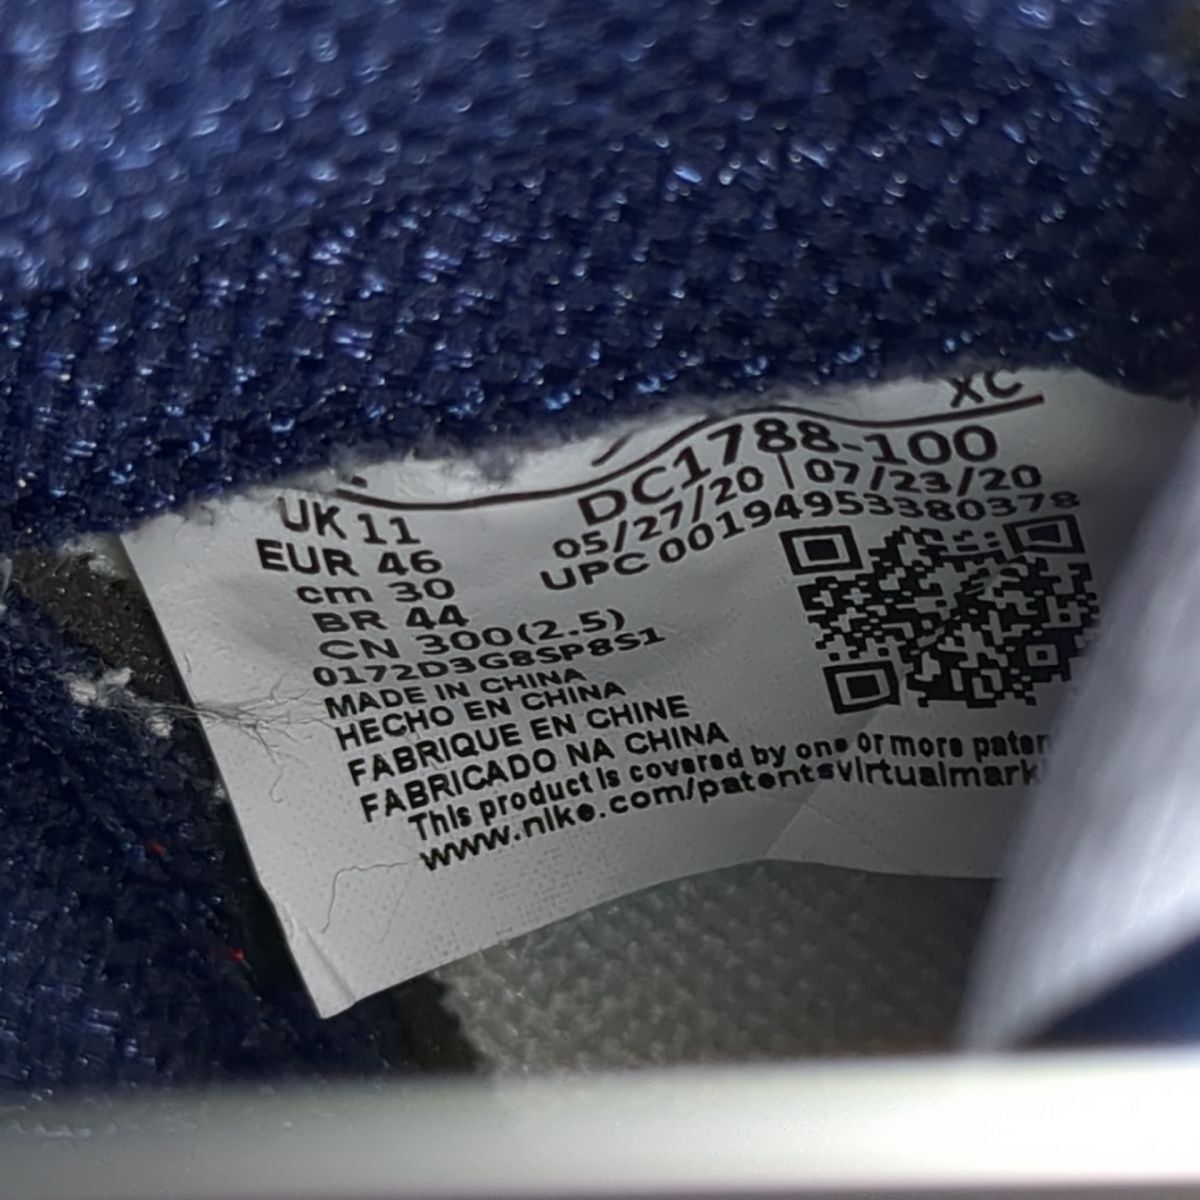 XC
DC1788-100
05/27/20 | 07/23/20
UPC 00194953380378
UK 11
EUR 46
cm 30
BR 44
CN 300(2.5)
0172D3G8SP8S1
MADE IN CHINA
HECHO EN CHINA
FABRIQUE EN CHINE
FABRICADO NA CHINA
This product is covered by one or more
www.nike.com/patentsvirtualmark